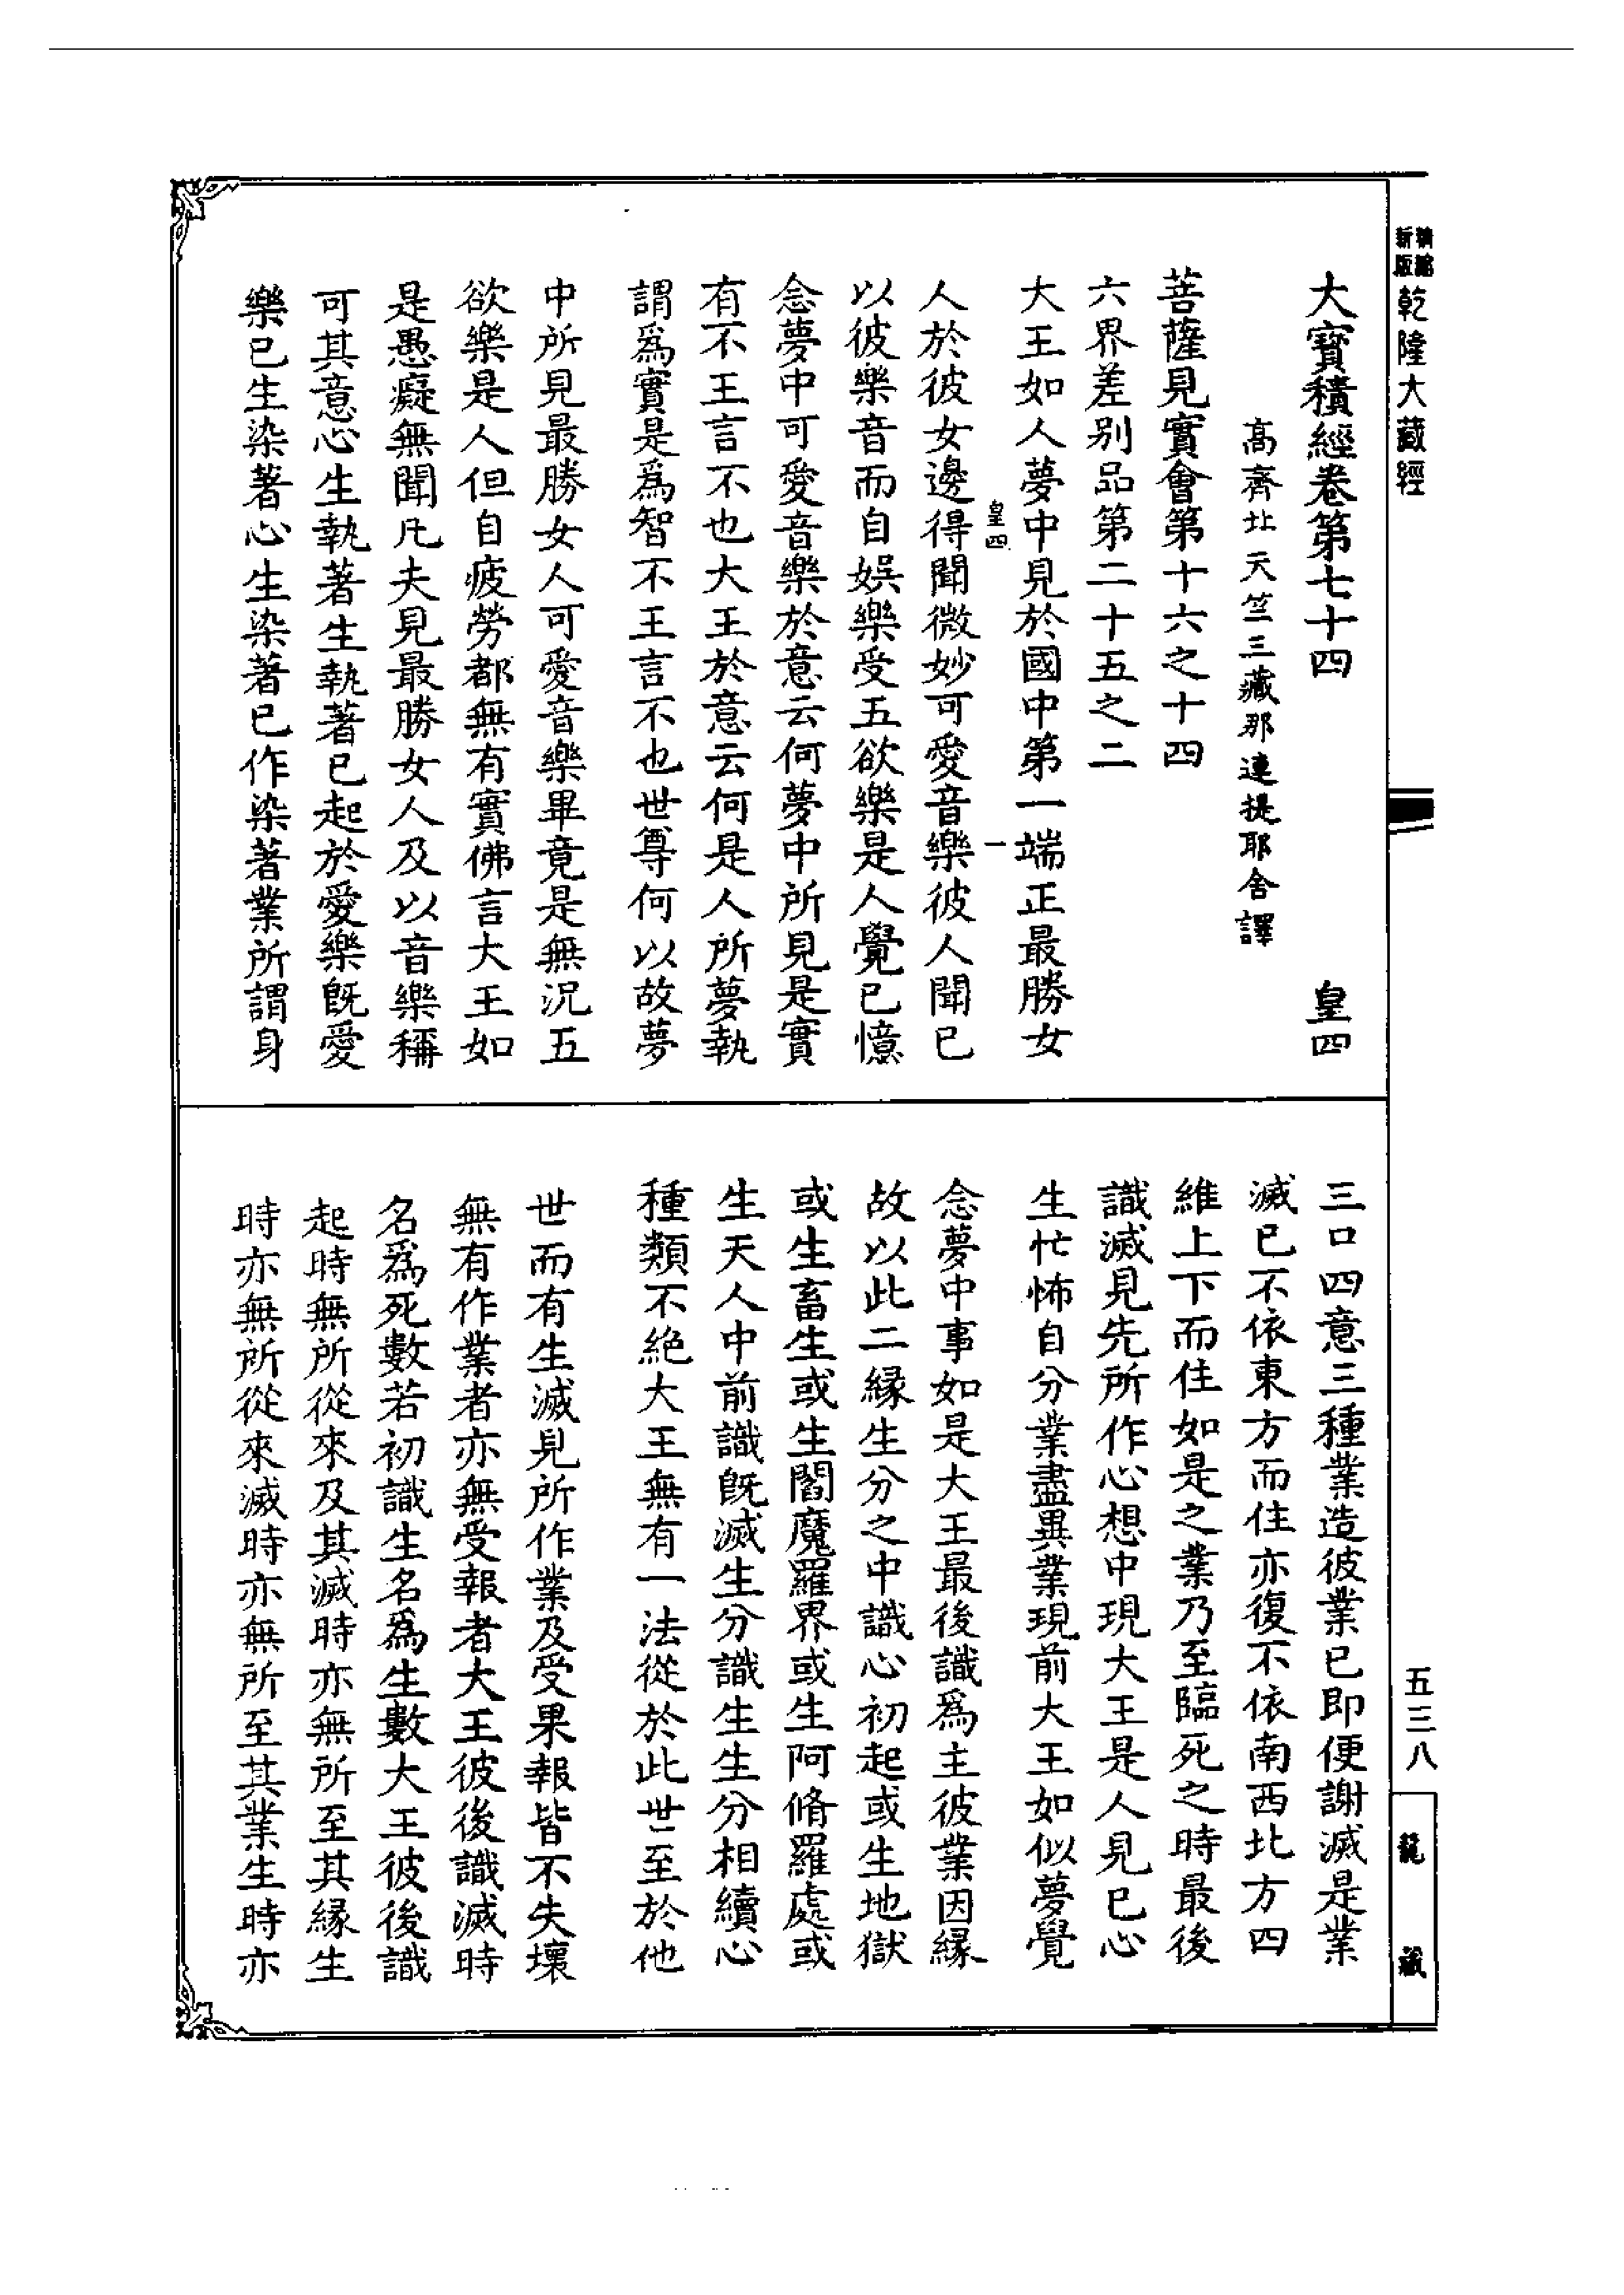 精縮新版乾隆大藏經
大寶積經卷第七十四　皇四
高齊北天竺三藏那連提耶舍譯
菩薩見實會第十六之十四
六界差別品第二十五之二
大王如人夢中見於國中第一端正最勝女
皇四　一
人於彼女邊得聞微妙可愛音樂彼人聞已
以彼樂音而自娛樂受五欲樂是人覺已憶
念夢中可愛音樂於意云何夢中所見是實
有不王言不也大王於意云何是人所夢執
謂爲實是爲智不王言不也世尊何以故夢
中所見最勝女人可愛音樂畢竟是無況五
欲樂是人但自疲勞都無有實佛言大王如
是愚癡無聞凡夫見最勝女人及以音樂稱
可其意心生執著生執著已起於愛樂旣愛
樂已生染著心生染著已作染著業所謂身
三口四意三種業造彼業已即便謝滅是業
滅已不依東方而住亦復不依南西北方四
維上下而住如是之業乃至臨死之時最後
識滅見先所作心想中現大王是人見已心
生忙怖自分業盡異業現前大王如似夢覺
念夢中事如是大王最後識爲主彼業因緣
故以此二緣生分之中識心初起或生地獄
或生畜生或生閻魔羅界或生阿脩羅處或
生天人中前識旣滅生分識生生分相續心
種類不絶大王無有一法從於此世至於他
世而有生滅見所作業及受果報皆不失壞
無有作業者亦無受報者大王彼後識滅時
名爲死數若初識生名爲生數大王彼後識
起時無所從來及其滅時亦無所至其緣生
時亦無所從來滅時亦無所至其業生時亦
五三八
龍藏